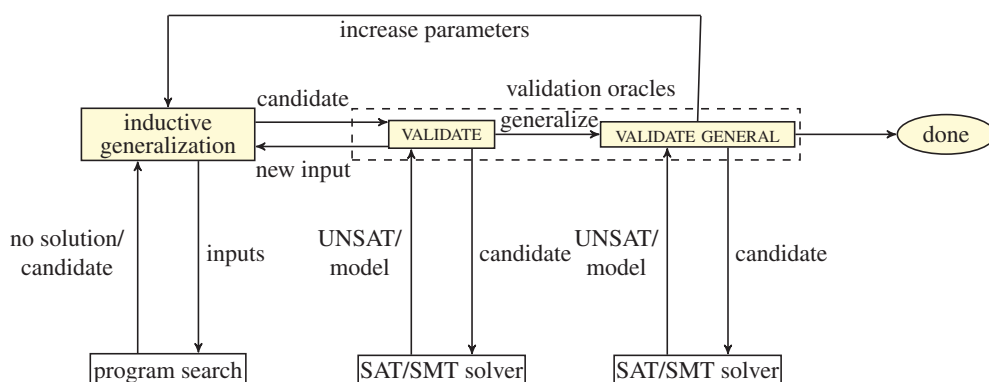 increase parameters
validation oracles
candidate
generalize
inductive
generalization
VALIDATE
VALIDATE GENERAL
done
new input
no solution/
candidate
inputs
UNSAT/
model
candidate
UNSAT/
model
candidate
program search
SAT/SMT solver
SAT/SMT solver